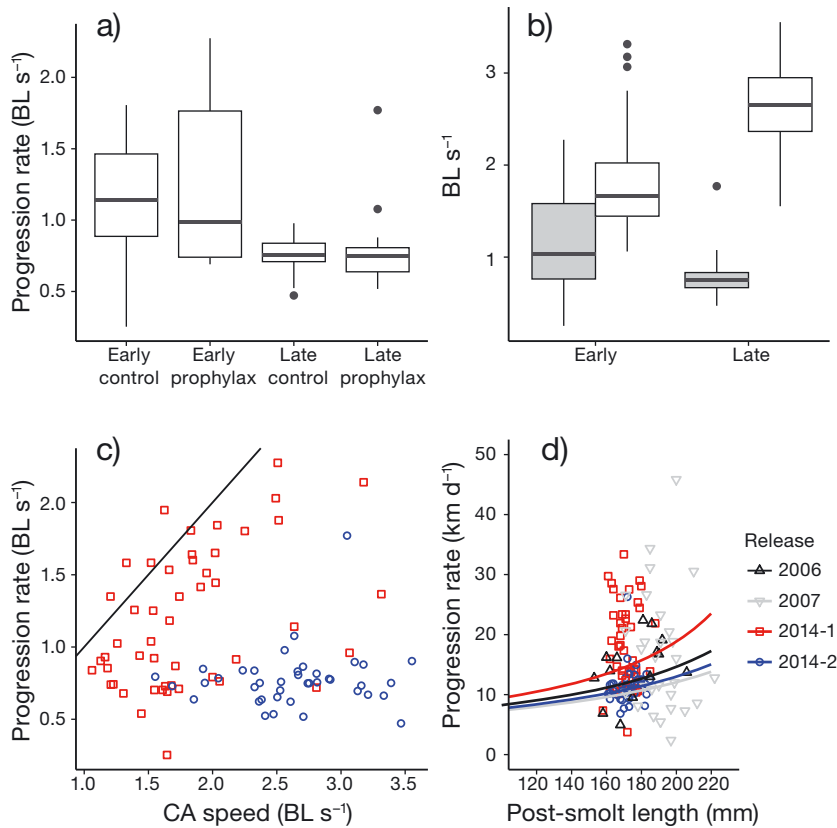 a)
Progression rate (BL s⁻¹)
2.0
1.5
1.0
0.5
Early control
Early prophylax
Late control
Late prophylax
b)
BL s⁻¹
3
2
1
Early
Late
c)
Progression rate (BL s⁻¹)
2.0
1.5
1.0
0.5
1.0 1.5 2.0 2.5 3.0 3.5
CA speed (BL s⁻¹)
d)
Progression rate (km d⁻¹)
50
40
30
20
10
0
120 140 160 180 200 220
Post-smolt length (mm)
Release
2006
2007
2014-1
2014-2